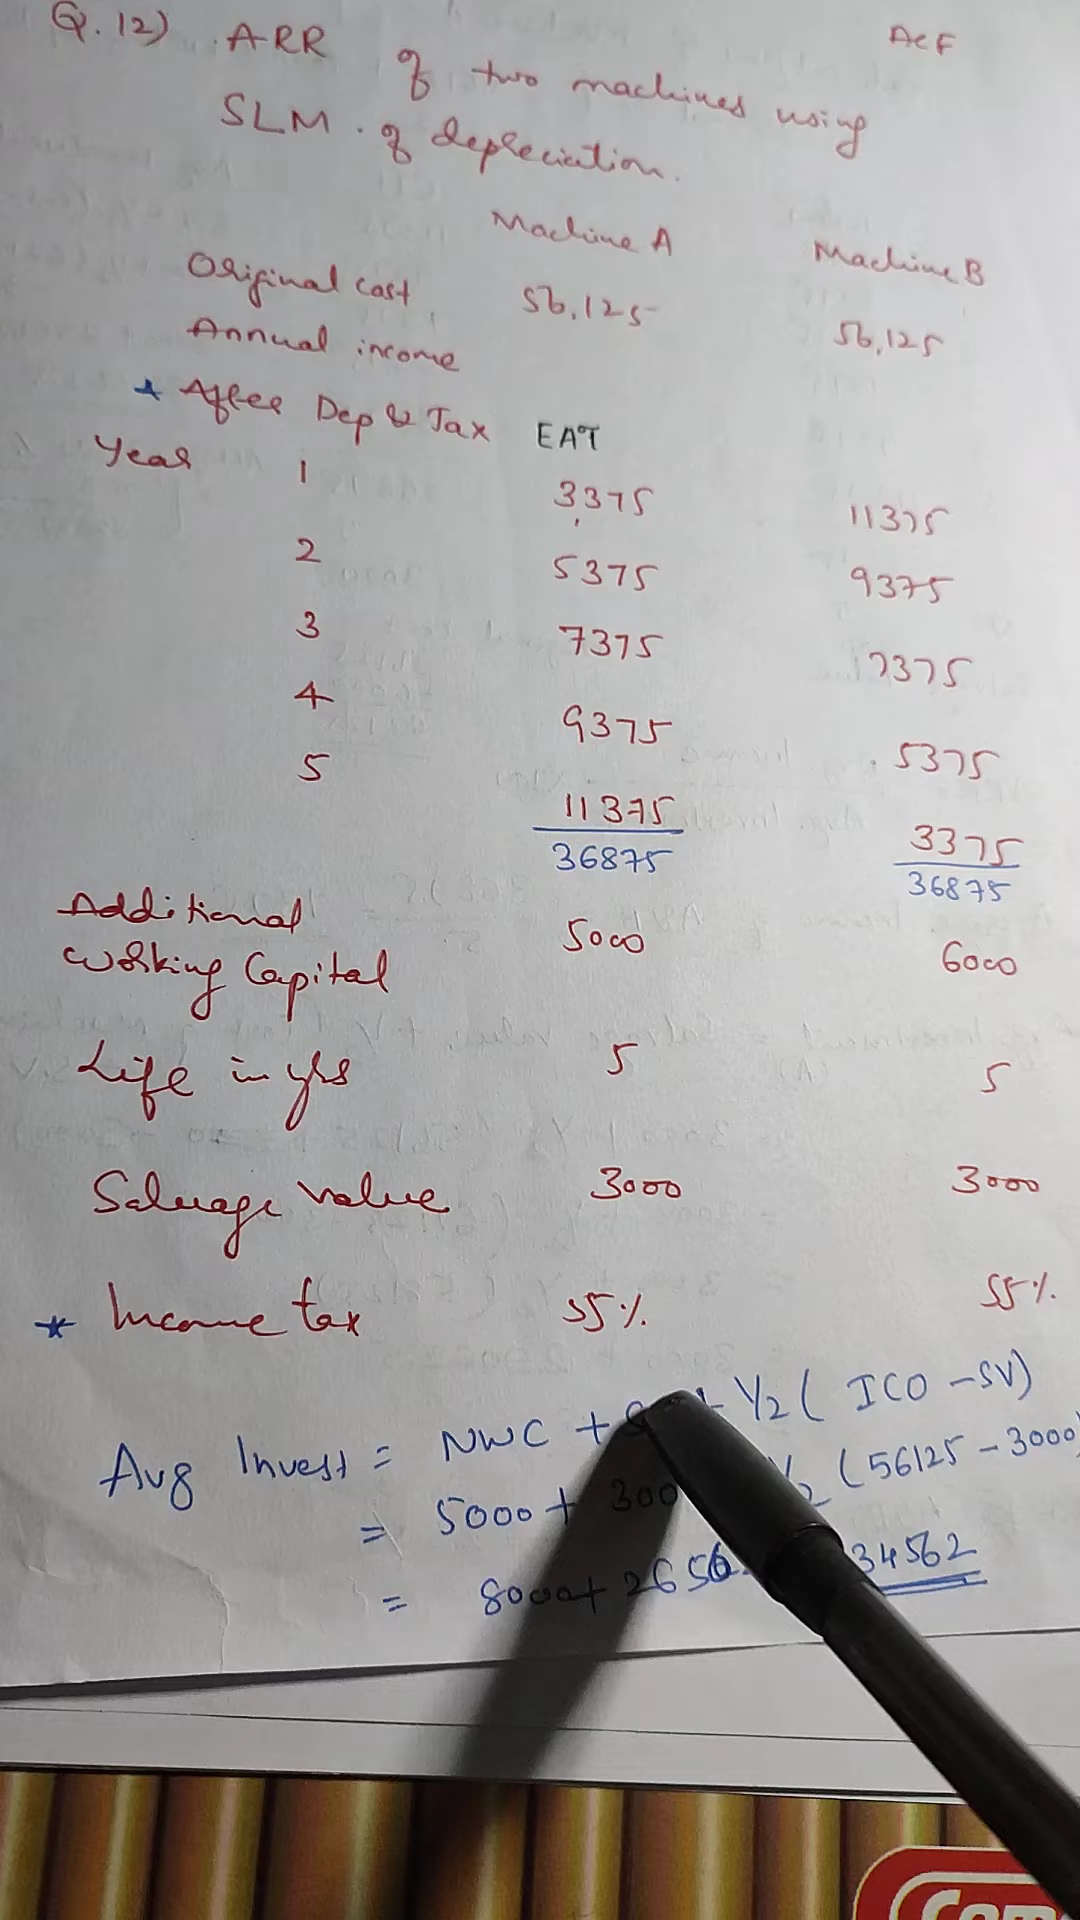 Q.12) ARR of two machines using
SLM. of depreciation.
ACF
Machine A Machine B
Original cost 56,125 56,125
Annual income
* After Dep & Tax EAT
Year 1 3375 11375
2 5375 9375
3 7375 7375
4 9375 5375
5 11375 3375
36875 36875
Additional
Working Capital 5000 6000
Life in yrs 5 5
Salvage value 3000 3000
* Income tax 55% 55%
Avg Invest = NWC + 1/2 ( ICO - SV)
= 5000 + 300 (56125 - 3000)
= 8000 + 2656 34562